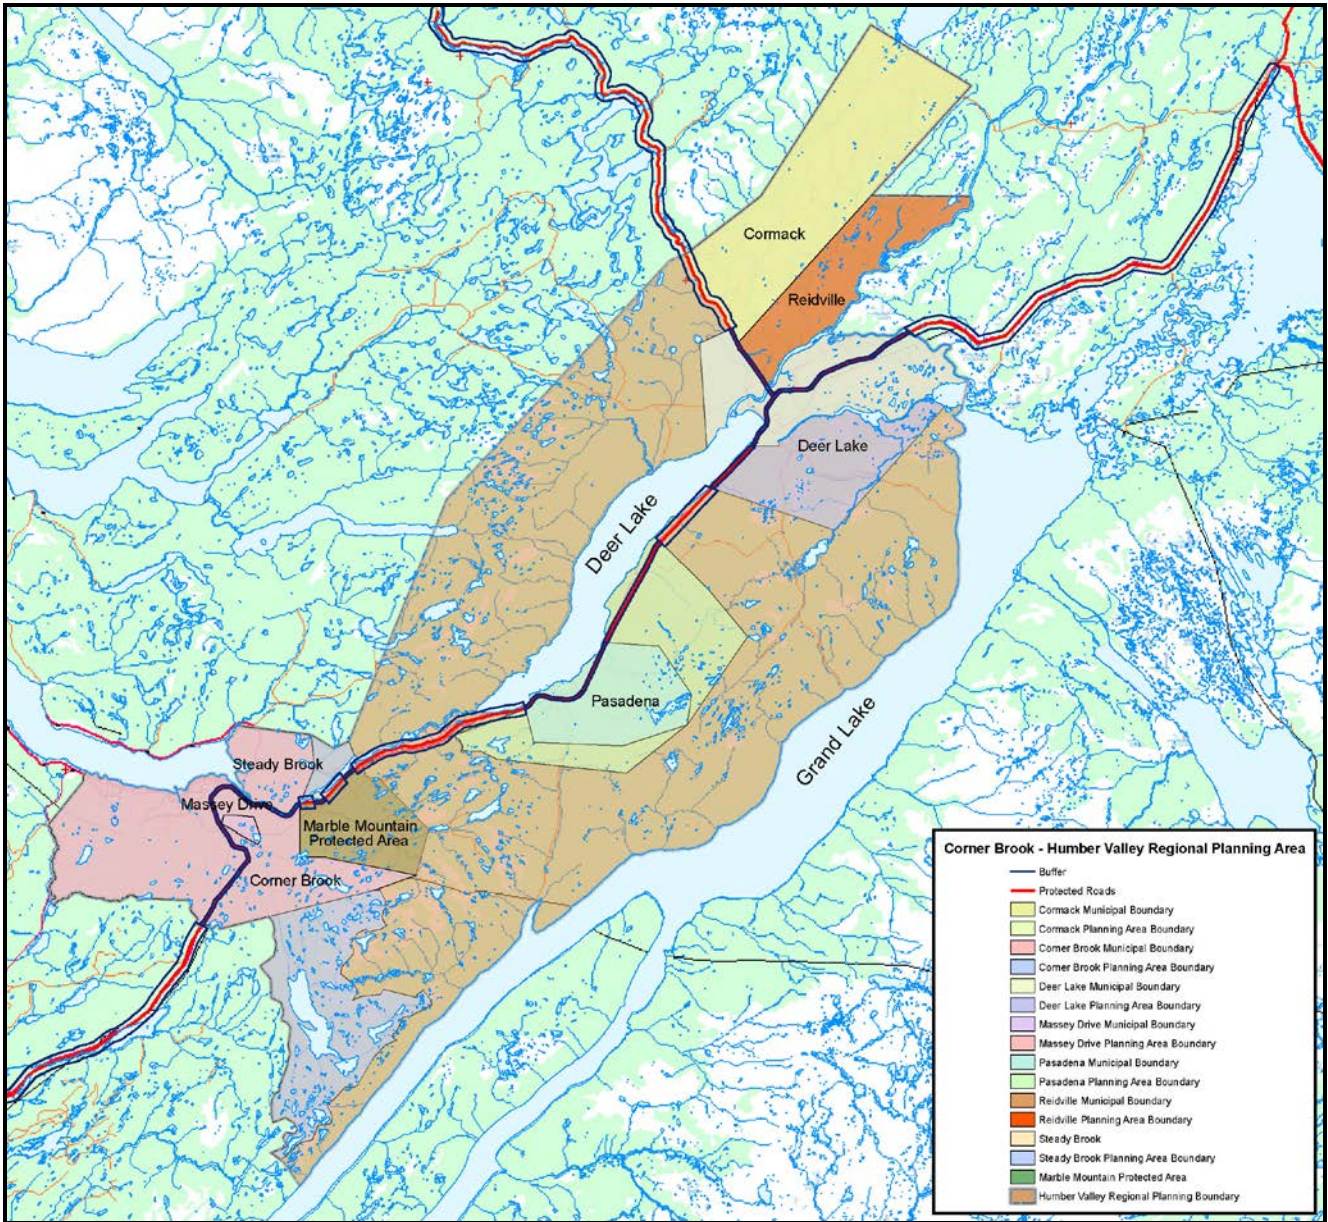 Cormack
Reidville
Deer Lake
Deer Lake
Pasadena
Grand Lake
Steady Brook
Massey Drive
Marble Mountain
Protected Area
Corner Brook
Corner Brook - Humber Valley Regional Planning Area
Buffer
Protected Roads
Cormack Municipal Boundary
Cormack Planning Area Boundary
Corner Brook Municipal Boundary
Corner Brook Planning Area Boundary
Deer Lake Municipal Boundary
Deer Lake Planning Area Boundary
Massey Drive Municipal Boundary
Massey Drive Planning Area Boundary
Pasadena Municipal Boundary
Pasadena Planning Area Boundary
Reidville Municipal Boundary
Reidville Planning Area Boundary
Steady Brook
Steady Brook Planning Area Boundary
Marble Mountain Protected Area
Humber Valley Regional Planning Boundary